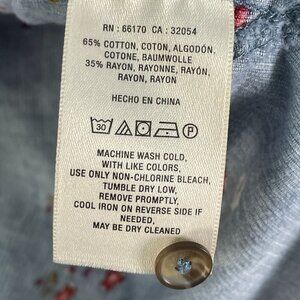 RN : 66170 CA : 32054
65% COTTON, COTON, ALGODÓN,
COTONE, BAUMWOLLE
35% RAYON, RAYONNE, RAYÓN,
RAYON, RAYON
HECHO EN CHINA
30 P
MACHINE WASH COLD,
WITH LIKE COLORS,
USE ONLY NON-CHLORINE BLEACH,
TUMBLE DRY LOW,
REMOVE PROMPTLY,
COOL IRON ON REVERSE SIDE IF
NEEDED,
MAY BE DRY CLEANED